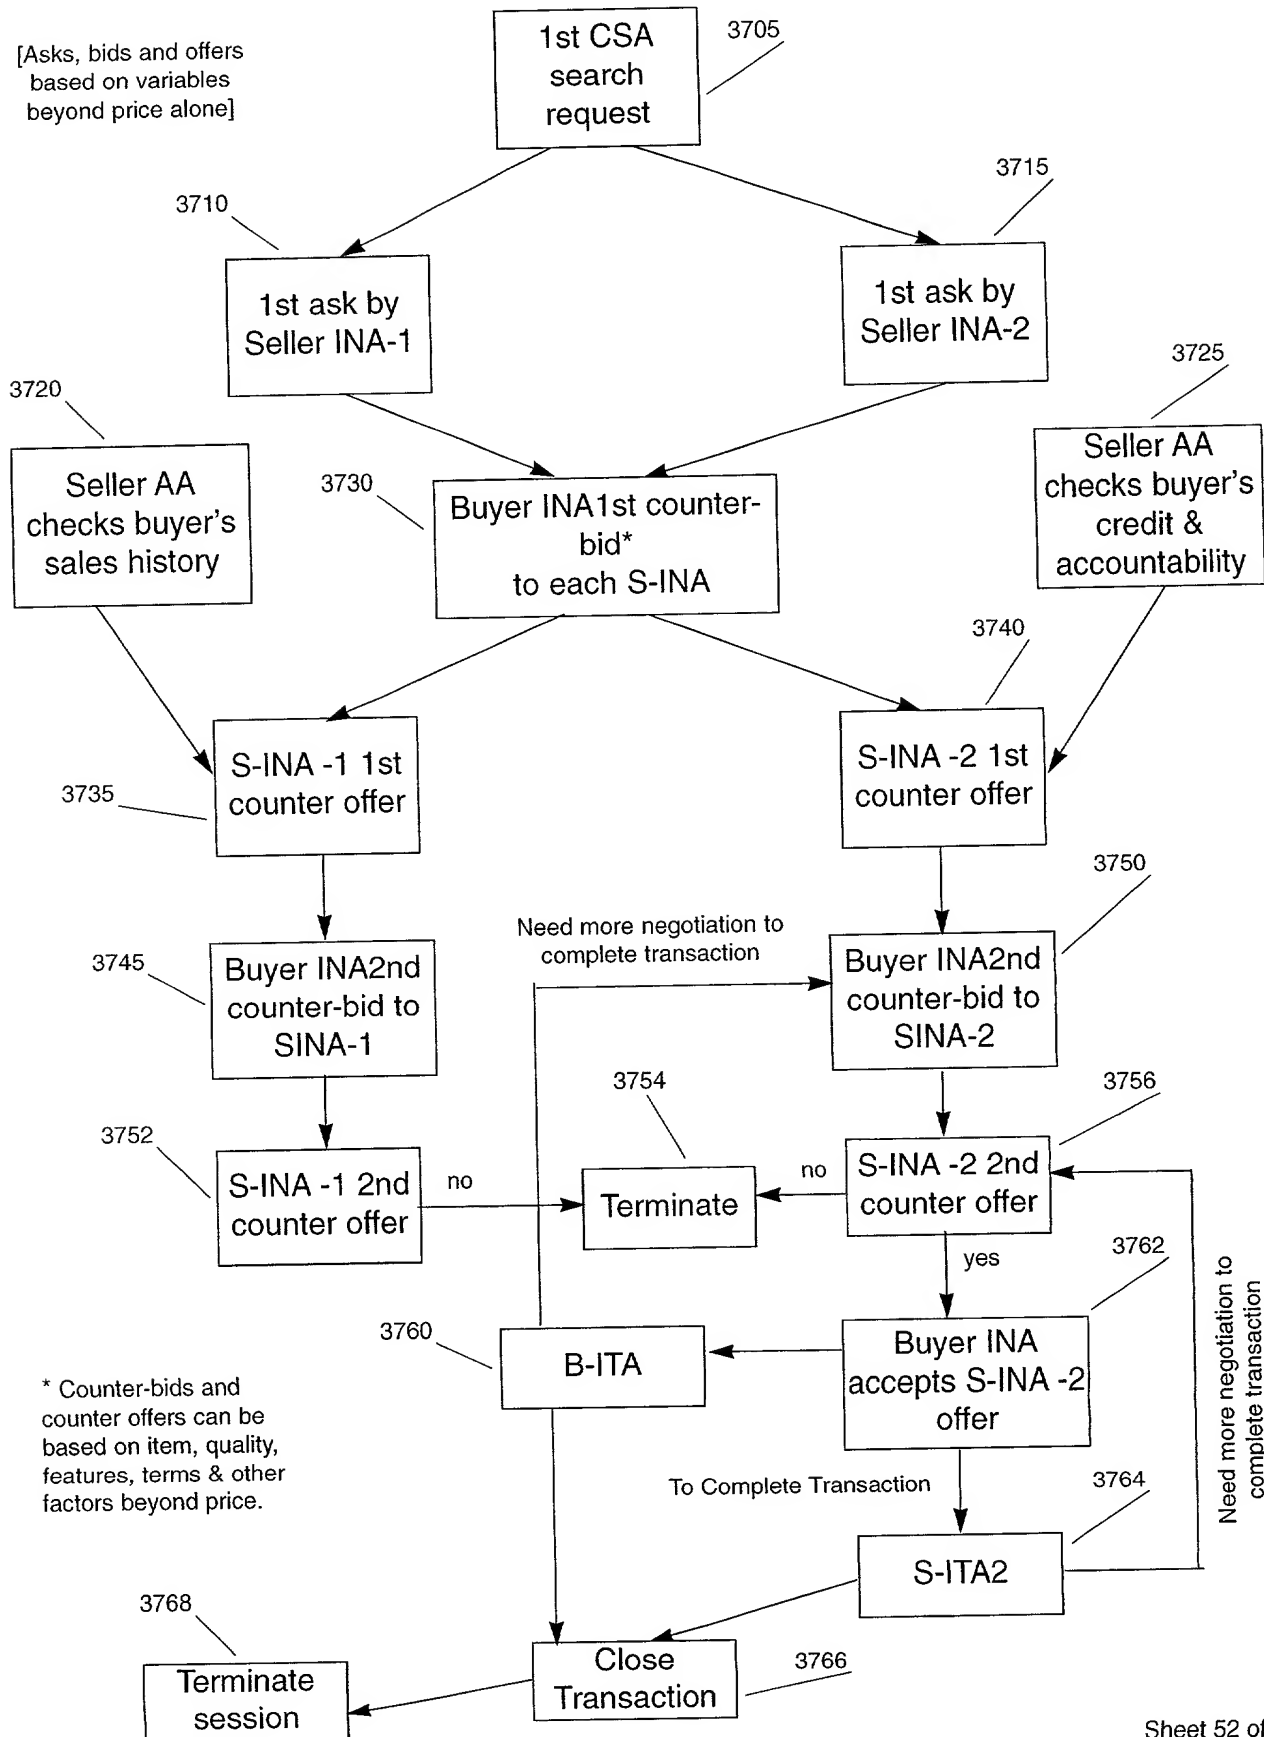 [Asks, bids and offers
based on variables
beyond price alone]
1st CSA
search
request
3705
3710
3715
1st ask by
Seller INA-1
1st ask by
Seller INA-2
3720
3725
Seller AA
checks buyer's
sales history
3730
Buyer INA1st counter-
bid*
to each S-INA
Seller AA
checks buyer's
credit &
accountability
3740
S-INA -1 1st
counter offer
3735
S-INA -2 1st
counter offer
3750
Need more negotiation to
complete transaction
3745
Buyer INA2nd
counter-bid to
SINA-1
Buyer INA2nd
counter-bid to
SINA-2
3754
3756
3752
S-INA -1 2nd
counter offer
no
Terminate
no
S-INA -2 2nd
counter offer
yes
3762
Need more negotiation to
complete transaction
3760
B-ITA
Buyer INA
accepts S-INA -2
offer
* Counter-bids and
counter offers can be
based on item, quality,
features, terms & other
factors beyond price.
To Complete Transaction
3764
S-ITA2
3768
Terminate
session
Close
Transaction
3766
Sheet 52 of